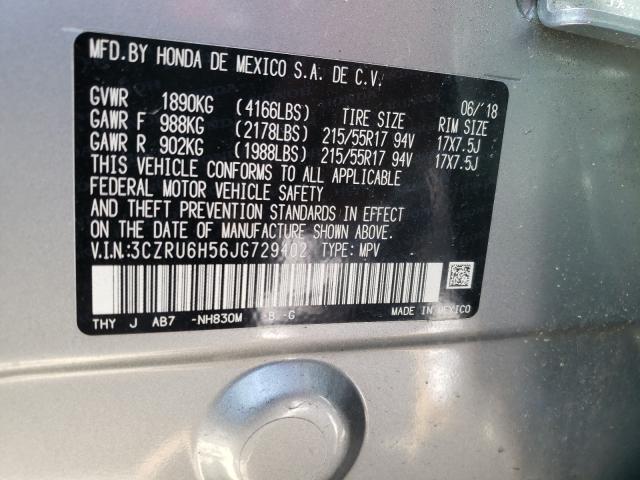 MFD.BY HONDA DE MEXICO S.A. DE C.V.
06/'18
GVWR 1890KG (4166LBS) TIRE SIZE RIM SIZE
GAWR F 988KG (2178LBS) 215/55R17 94V 17X7.5J
GAWR R 902KG (1988LBS) 215/55R17 94V 17X7.5J
THIS VEHICLE CONFORMS TO ALL APPLICABLE
FEDERAL MOTOR VEHICLE SAFETY
AND THEFT PREVENTION STANDARDS IN EFFECT
ON THE DATE OF MANUFACTURE SHOWN ABOVE.
V.I.N.:3CZRU6H56JG729402 TYPE: MPV
THY J AB7 -NH830M -B -G
MADE IN MEXICO